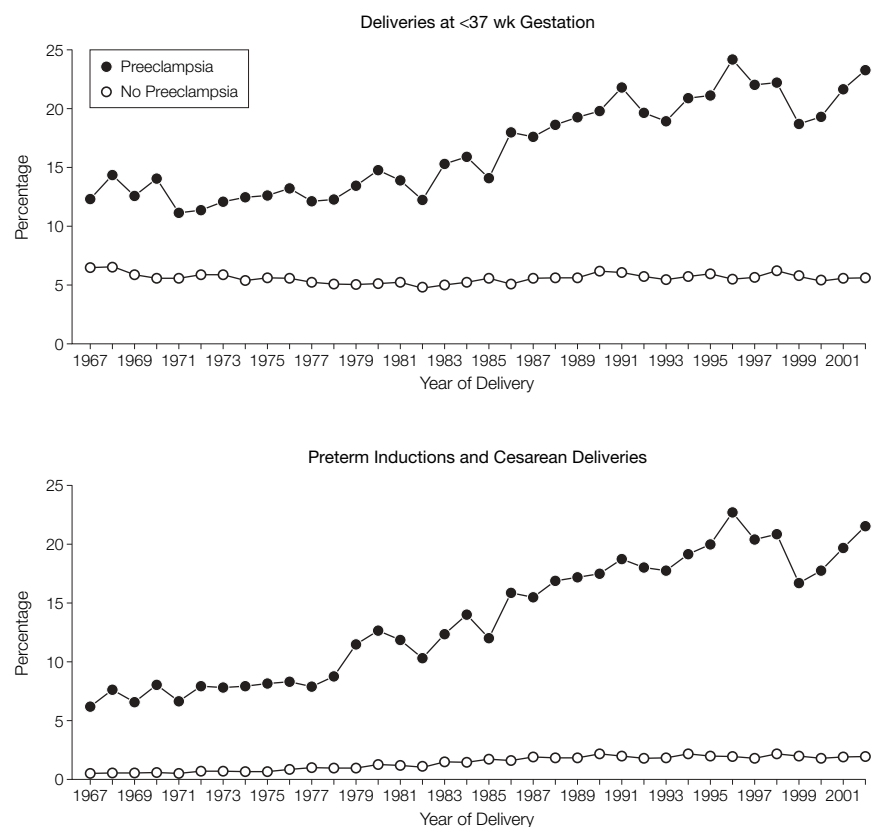 Deliveries at <37 wk Gestation
25
20
15
10
5
0
Percentage
Preeclampsia
No Preeclampsia
1967 1969 1971 1973 1975 1977 1979 1981 1983 1985 1987 1989 1991 1993 1995 1997 1999 2001
Year of Delivery
Preterm Inductions and Cesarean Deliveries
25
20
15
10
5
0
Percentage
1967 1969 1971 1973 1975 1977 1979 1981 1983 1985 1987 1989 1991 1993 1995 1997 1999 2001
Year of Delivery